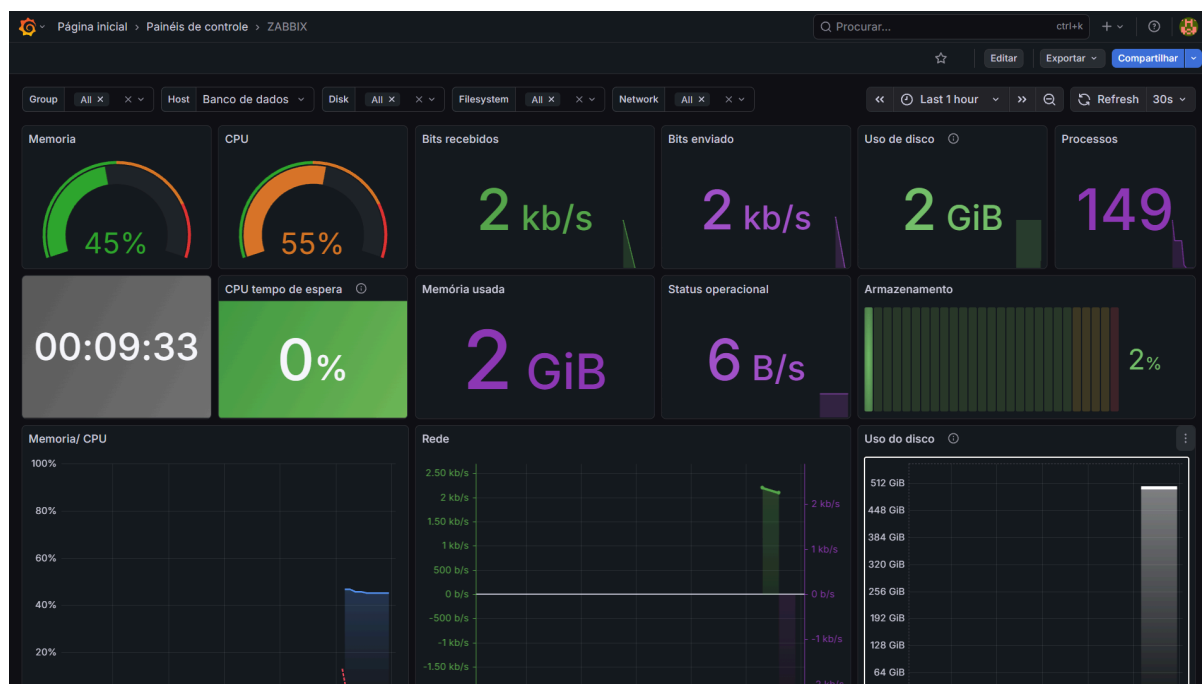 Página inicial › Painéis de controle › ZABBIX
Procurar... ctrl+k
Editar Exportar Compartilhar
Group All × Host Banco de dados Disk All × Filesystem All × Network All × Last 1 hour Refresh 30s
Memoria
45%
CPU
55%
Bits recebidos
2 kb/s
Bits enviado
2 kb/s
Uso de disco
2 GiB
Processos
149
00:09:33
CPU tempo de espera
0%
Memória usada
2 GiB
Status operacional
6 B/s
Armazenamento
2%
Memoria/ CPU
100%
80%
60%
40%
20%
Rede
2.50 kb/s
2 kb/s
1.50 kb/s
1 kb/s
500 b/s
0 b/s
-500 b/s
-1 kb/s
-1.50 kb/s
2 kb/s
1 kb/s
0 b/s
-1 kb/s
-2 kb/s
Uso do disco
512 GiB
448 GiB
384 GiB
320 GiB
256 GiB
192 GiB
128 GiB
64 GiB